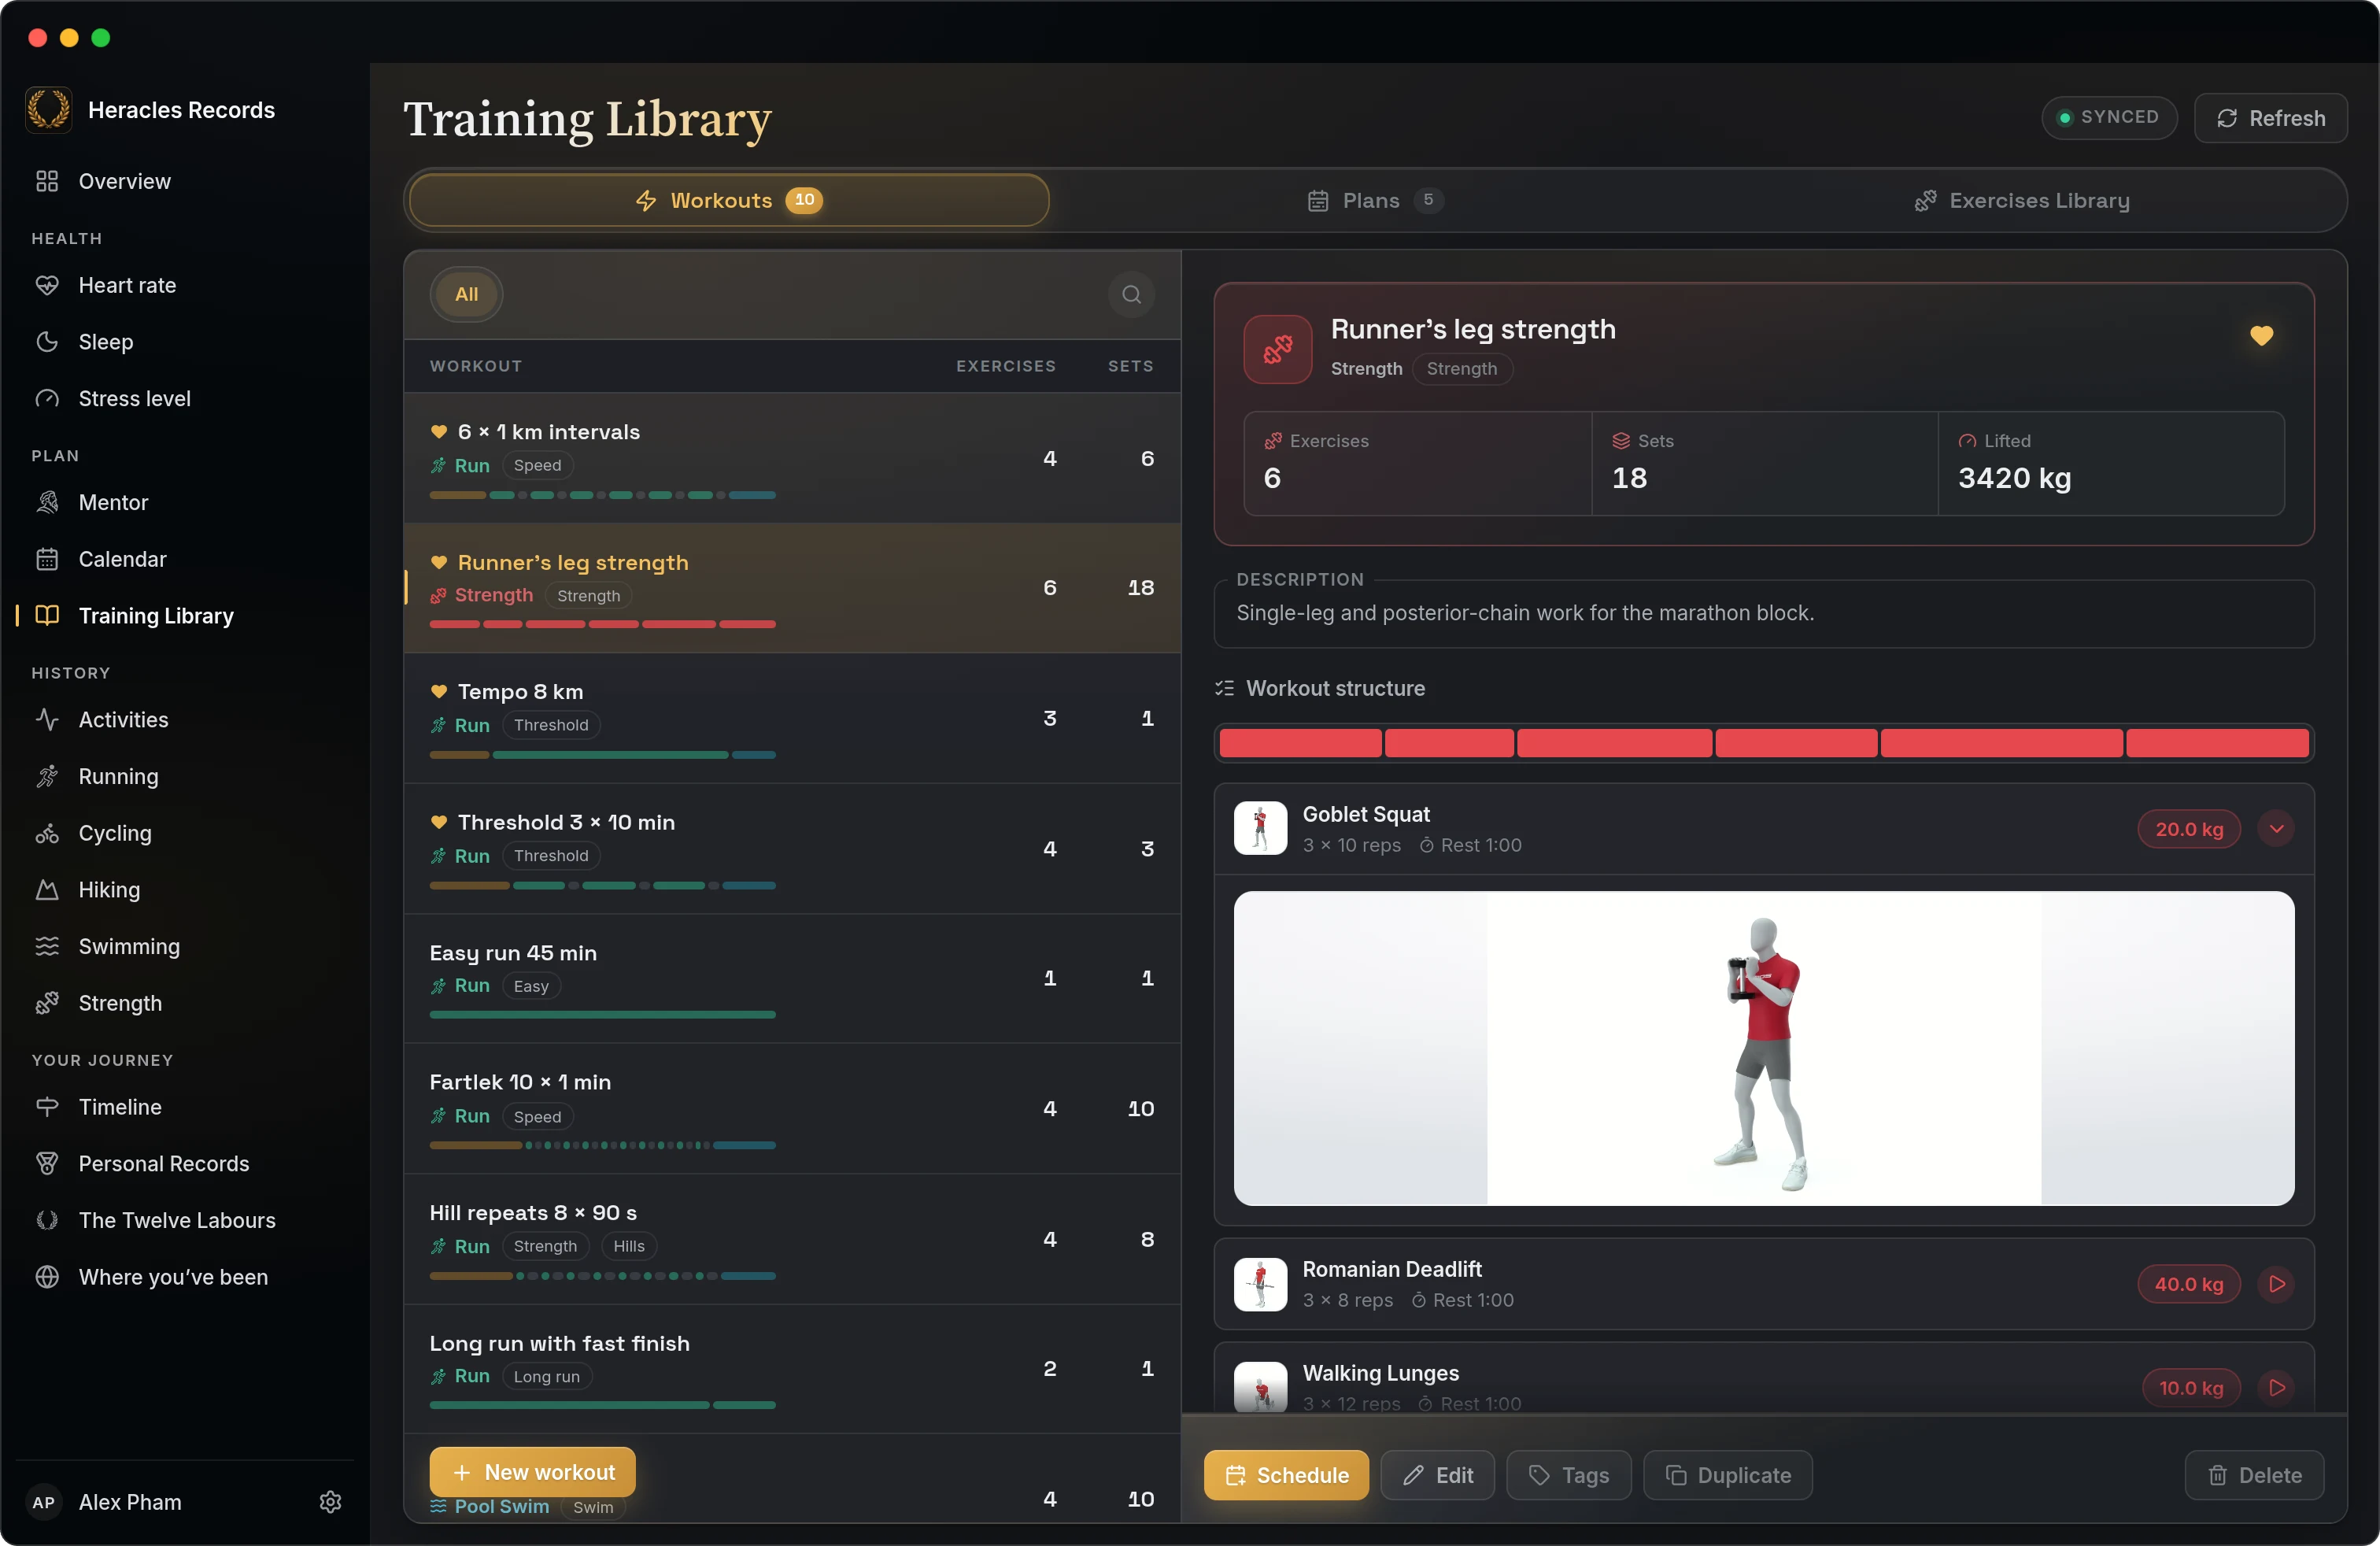 Heracles Records
Overview
HEALTH
Heart rate
Sleep
Stress level
PLAN
Mentor
Calendar
Training Library
HISTORY
Activities
Running
Cycling
Hiking
Swimming
Strength
YOUR JOURNEY
Timeline
Personal Records
The Twelve Labours
Where you've been
AP Alex Pham
Training Library
SYNCED
Refresh
Workouts 10
Plans 5
Exercises Library
All
WORKOUT EXERCISES SETS
6 × 1 km intervals
Run Speed
4 6
Runner's leg strength
Strength Strength
6 18
Tempo 8 km
Run Threshold
3 1
Threshold 3 × 10 min
Run Threshold
4 3
Easy run 45 min
Run Easy
1 1
Fartlek 10 × 1 min
Run Speed
4 10
Hill repeats 8 × 90 s
Run Strength Hills
4 8
Long run with fast finish
Run Long run
2 1
New workout
Pool Swim Swim
4 10
Runner's leg strength
Strength Strength
Exercises
6
Sets
18
Lifted
3420 kg
DESCRIPTION
Single-leg and posterior-chain work for the marathon block.
Workout structure
Goblet Squat
3 × 10 reps Rest 1:00
20.0 kg
Romanian Deadlift
3 × 8 reps Rest 1:00
40.0 kg
Walking Lunges
3 × 12 reps Rest 1:00
10.0 kg
Schedule
Edit
Tags
Duplicate
Delete